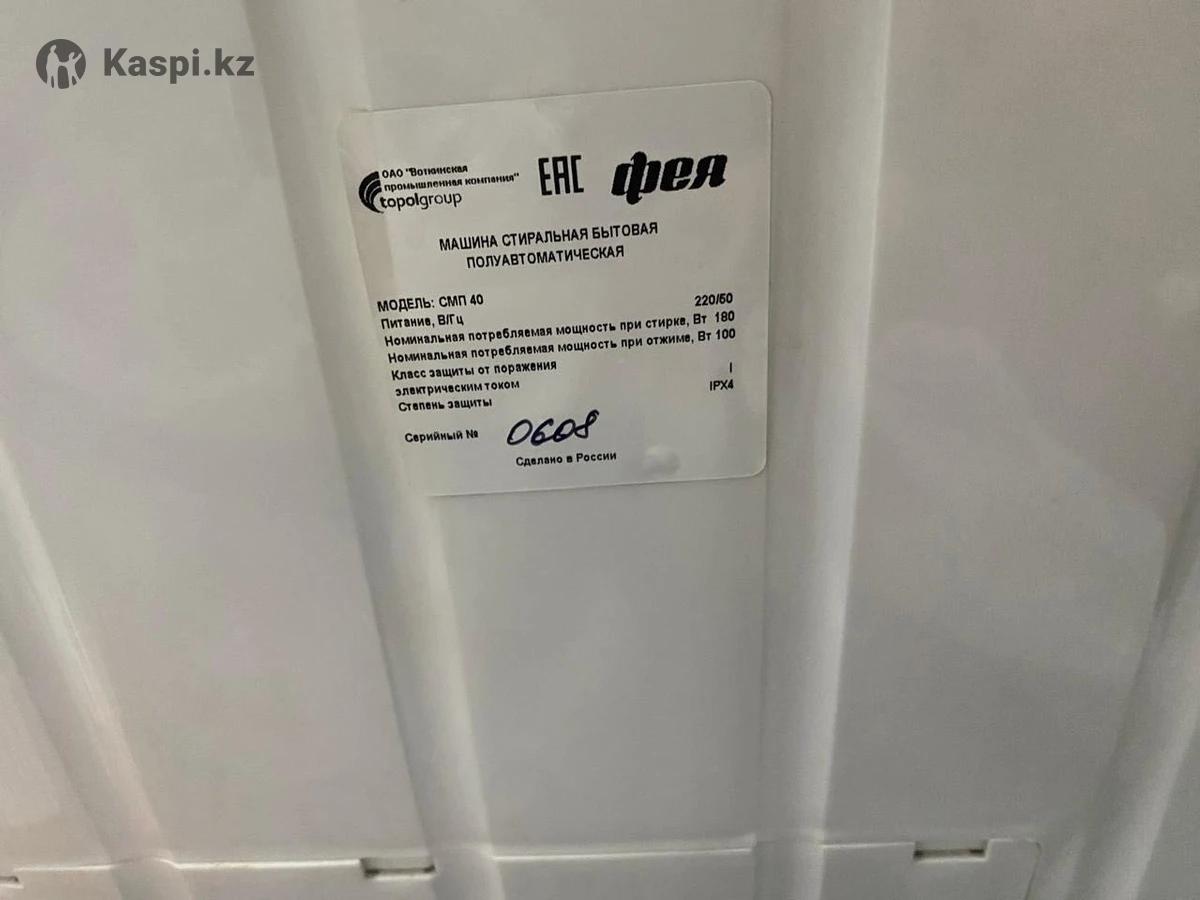 Kaspi.kz
ОАО "Воткинская
промышленная компания"
topolgroup
EAC
фея
МАШИНА СТИРАЛЬНАЯ БЫТОВАЯ
ПОЛУАВТОМАТИЧЕСКАЯ
МОДЕЛЬ: СМП 40
Питание, В/Гц 220/50
Номинальная потребляемая мощность при стирке, Вт 180
Номинальная потребляемая мощность при отжиме, Вт 100
Класс защиты от поражения
электрическим током I
Степень защиты IPX4
Серийный № 0608
Сделано в России